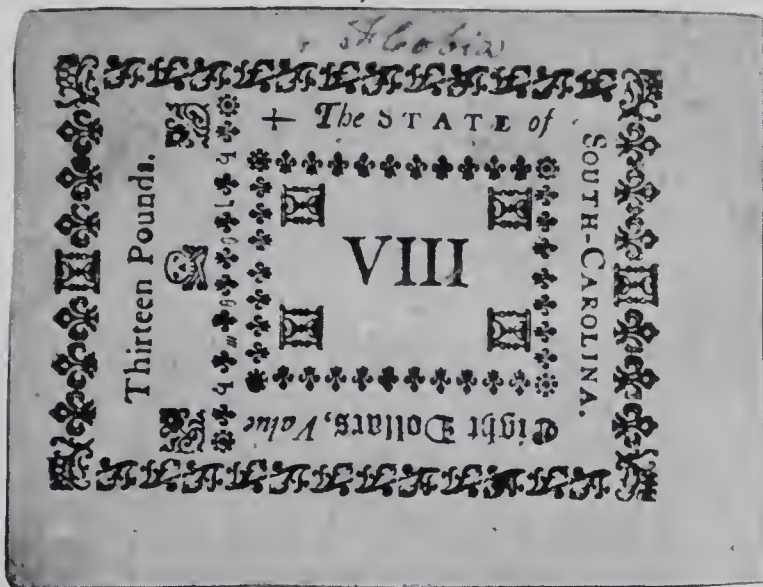 The STATE of
SOUTH-CAROLINA.
Eight Dollars, Value
Thirteen Pounds.
VIII